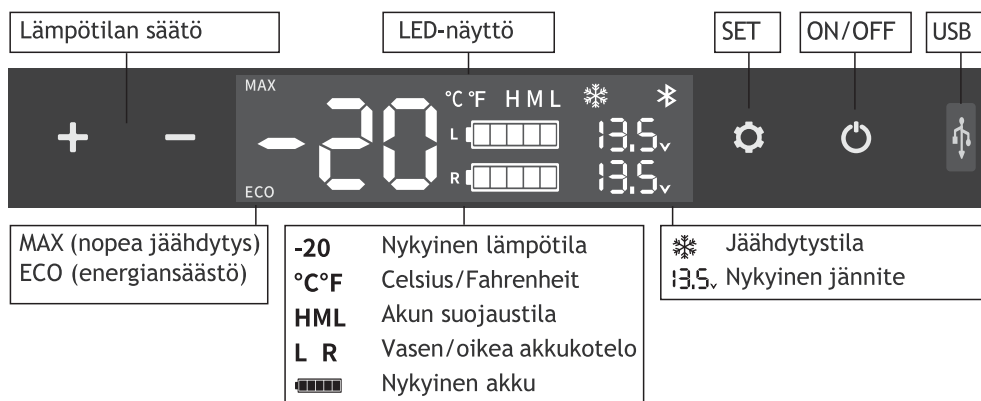 Lämpötilan säätö
LED-näyttö
SET
ON/OFF
USB
MAX
°C °F H M L
-20
L
13.5v
R
13.5v
ECO
MAX (nopea jäähdytys)
ECO (energiansäästö)
-20 Nykyinen lämpötila
°C°F Celsius/Fahrenheit
HML Akun suojaustila
L R Vasen/oikea akkukotelo
Nykyinen akku
Jäähdytystila
13.5v Nykyinen jännite